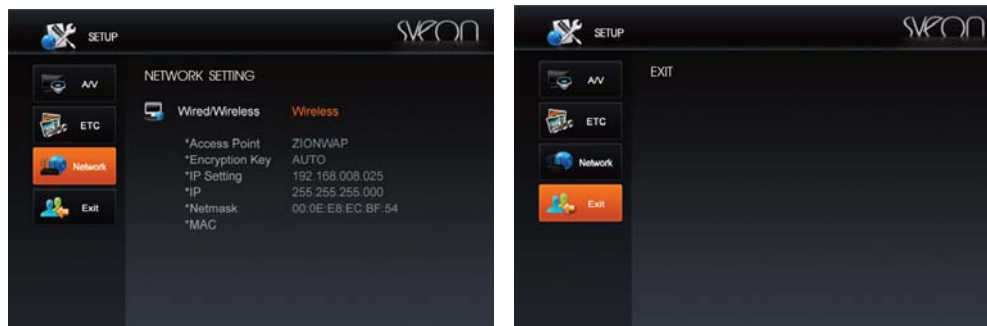 SETUP
sveon
A/V
ETC
Network
Exit
NETWORK SETTING
Wired/Wireless Wireless
*Access Point ZIONWAP
*Encryption Key AUTO
*IP Setting 192.168.008.025
*IP 255.255.255.000
*Netmask 00:0E:E8:EC:BF:54
*MAC
SETUP
sveon
A/V
ETC
Network
Exit
EXIT